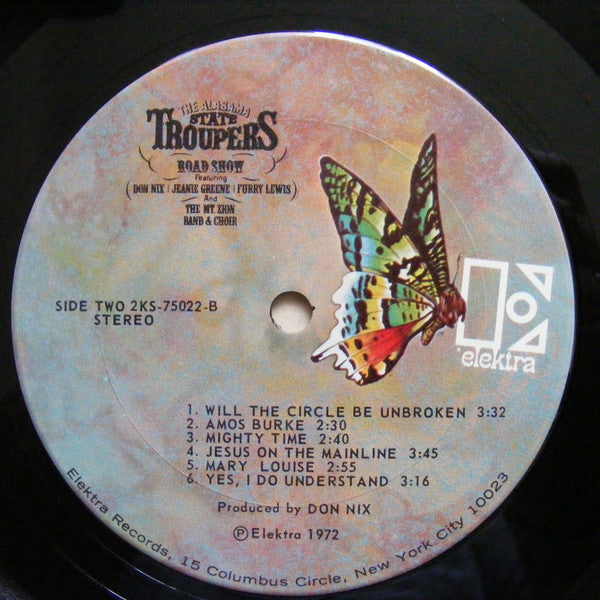 THE ALABAMA
STATE
TROUPERS
ROAD SHOW
Featuring
(DON NIX : JEANIE GREENE : FURRY LEWIS)
And
THE MT ZION
BAND & CHOIR
SIDE TWO 2KS-75022-B
STEREO
elektra
1. WILL THE CIRCLE BE UNBROKEN 3:32
2. AMOS BURKE 2:30
3. MIGHTY TIME 2:40
4. JESUS ON THE MAINLINE 3:45
5. MARY LOUISE 2:55
6. YES, I DO UNDERSTAND 3:16
Produced by DON NIX
Ⓟ Elektra 1972
Elektra Records, 15 Columbus Circle, New York City 10023